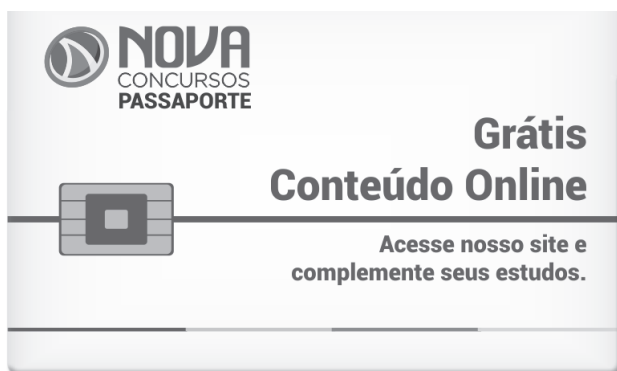 NOVA
CONCURSOS
PASSAPORTE
Grátis
Conteúdo Online
Acesse nosso site e
complemente seus estudos.